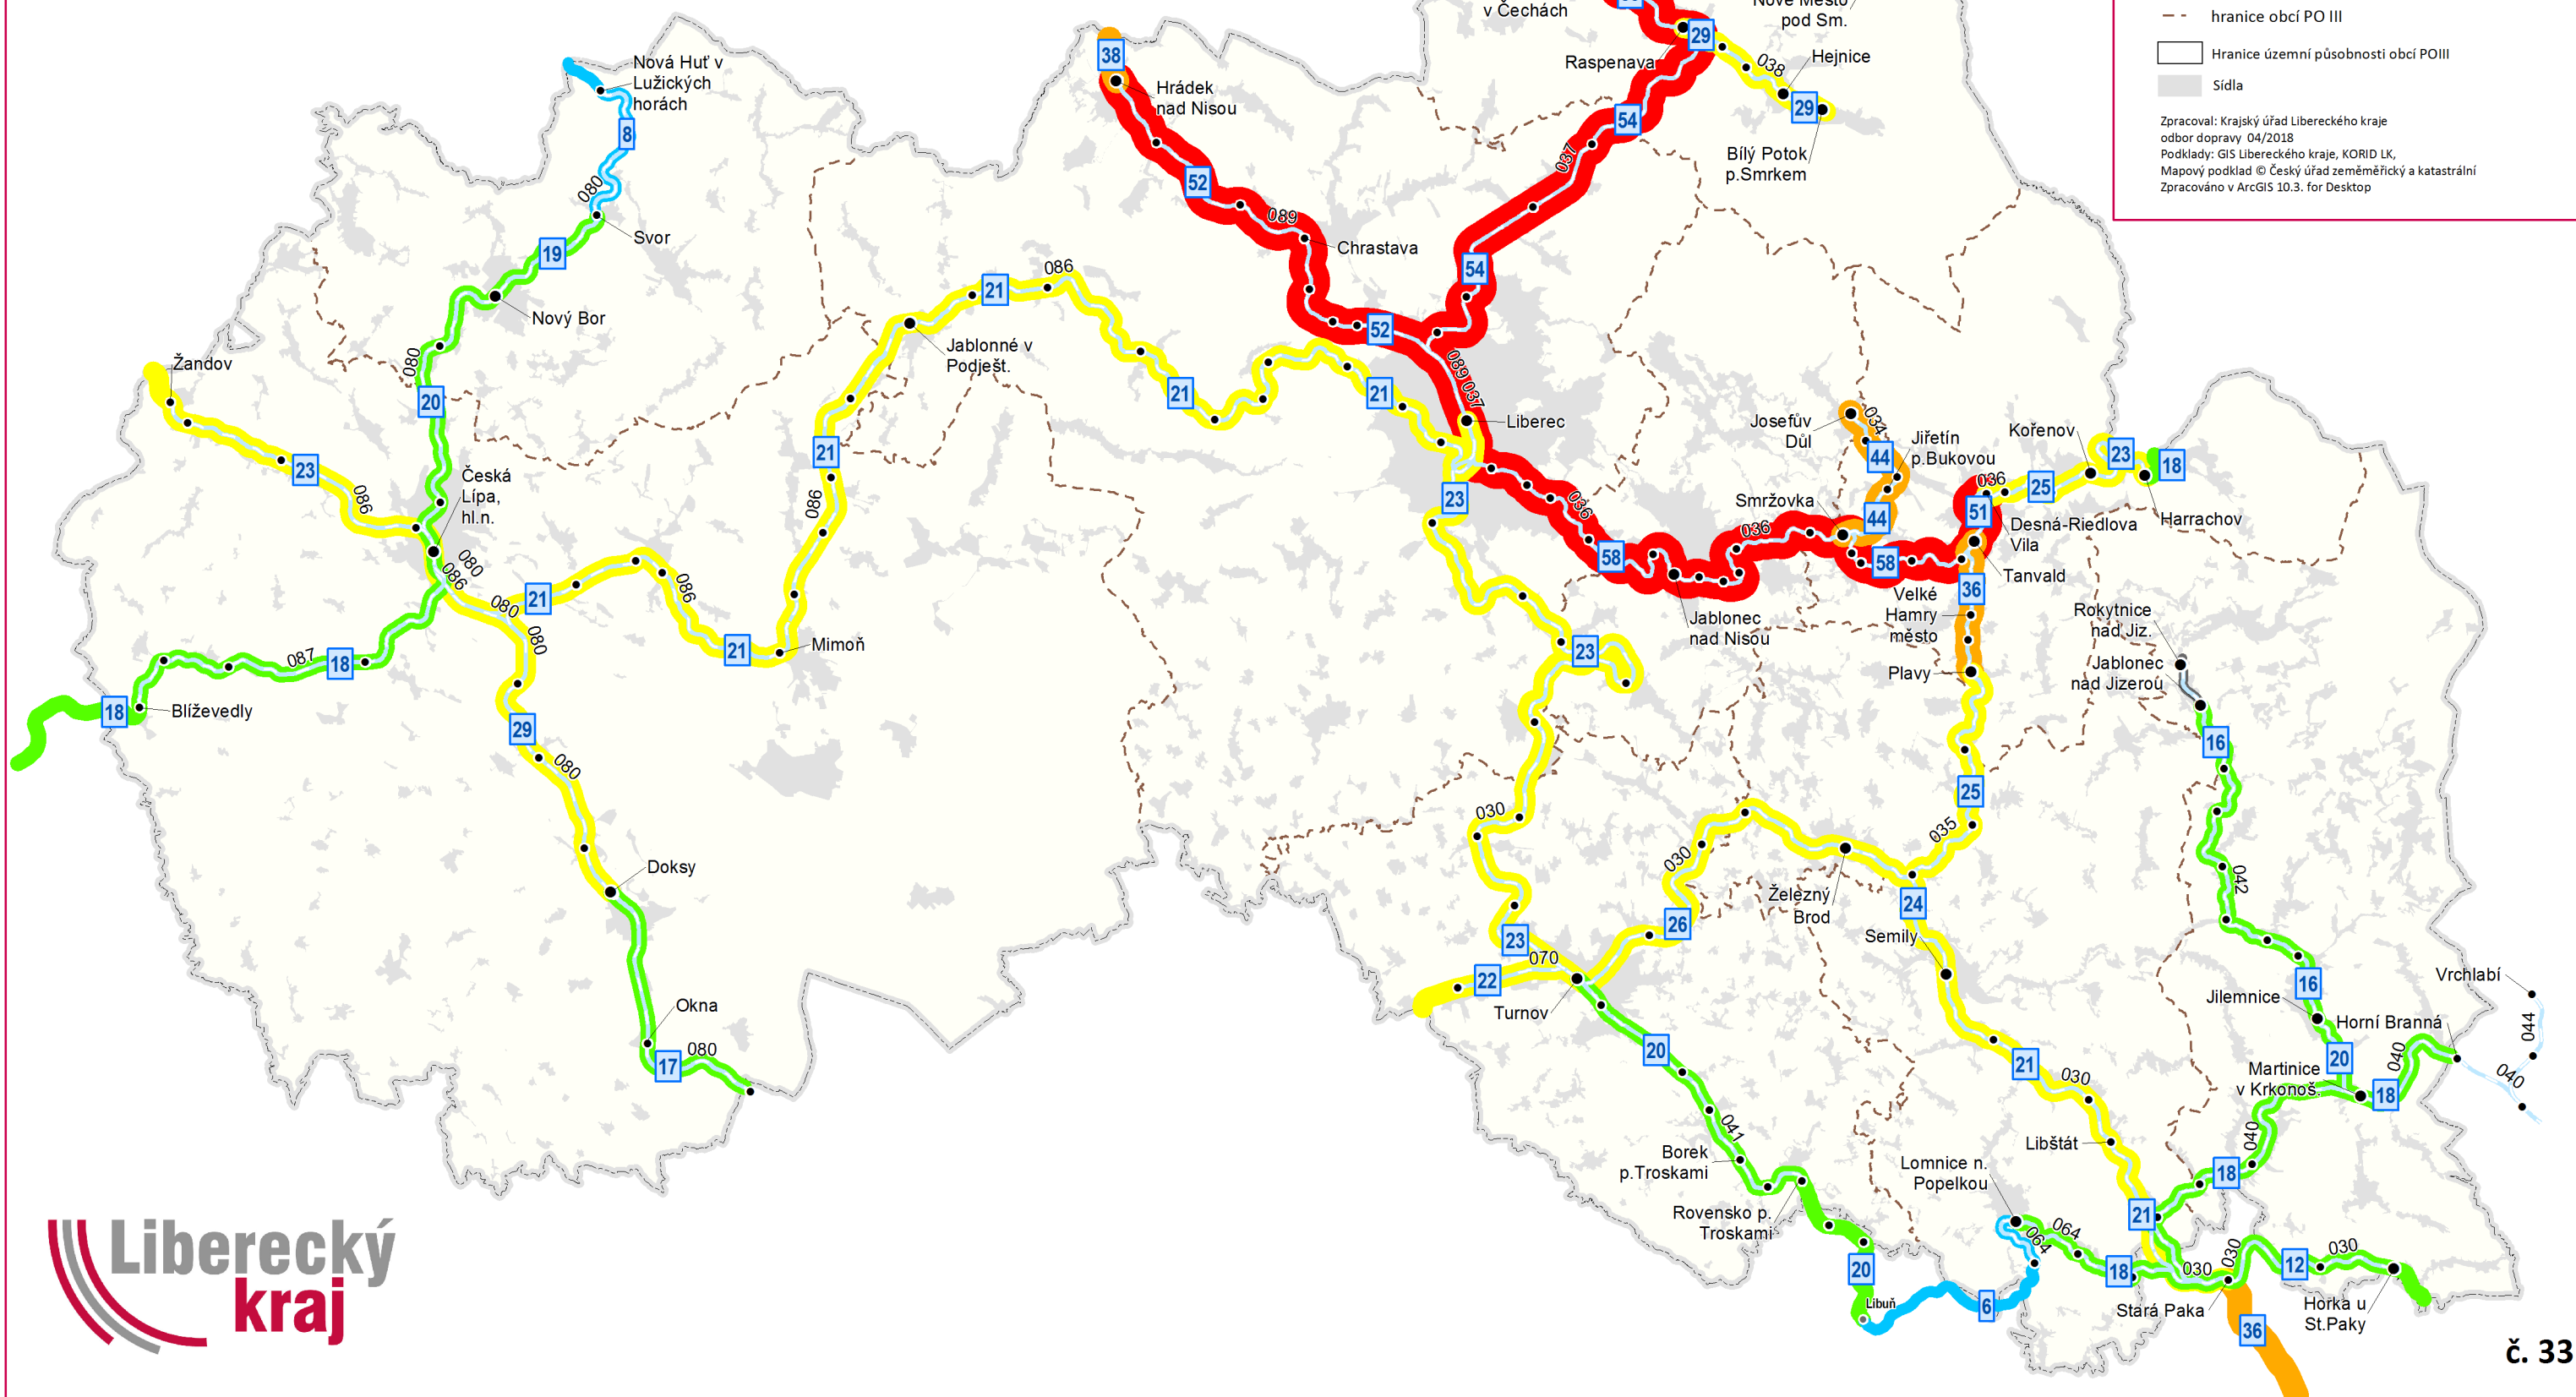 v Čechách
Nové Město
pod Sm.
hranice obcí PO III
29
038
Hejnice
Raspenava
Hranice územní působnosti obcí POIII
Sídla
Nová Huť v
Lužických
horách
8
38
Hrádek
nad Nisou
29
54
Zpracoval: Krajský úřad Libereckého kraje
odbor dopravy 04/2018
Podklady: GIS Libereckého kraje, KORID LK,
Mapový podklad © Český úřad zeměměřický a katastrální
Zpracováno v ArcGIS 10.3. for Desktop
037
Bílý Potok
p.Smrkem
52
080
089
Svor
19
Chrastava
54
086
21
Nový Bor
52
Žandov
080
Jablonné v
Podješt.
089 037
20
21
21
Liberec
Josefův
Důl
034
Jiřetín
p.Bukovou
44
Kořenov
23
18
21
23
086
Česká
Lípa,
hl.n.
086
23
036
25
036
Smržovka
44
51
Desná-Riedlova
Vila
Harrachov
036
58
58
Tanvald
080
086
080
21
086
080
36
Velké
Hamry
město
Jablonec
nad Nisou
Rokytnice
nad Jiz.
Jablonec
nad Jizerou
087
18
21
Mimoň
23
Plavy
18
Blíževedly
29
16
080
25
030
035
Doksy
030
Železný
Brod
24
042
26
Semily
23
070
22
Turnov
Vrchlabí
16
Jilemnice
Okna
080
17
20
Horní Branná
044
21
030
20
Martinice
v Krkonoš.
040
18
040
041
Borek
p.Troskami
Libštát
040
Lomnice n.
Popelkou
18
Rovensko p.
Troskami
21
064
064
Liberecký
kraj
20
18
030
030
12
030
Libuň
6
Stará Paka
Horka u
St.Paky
36
č. 33